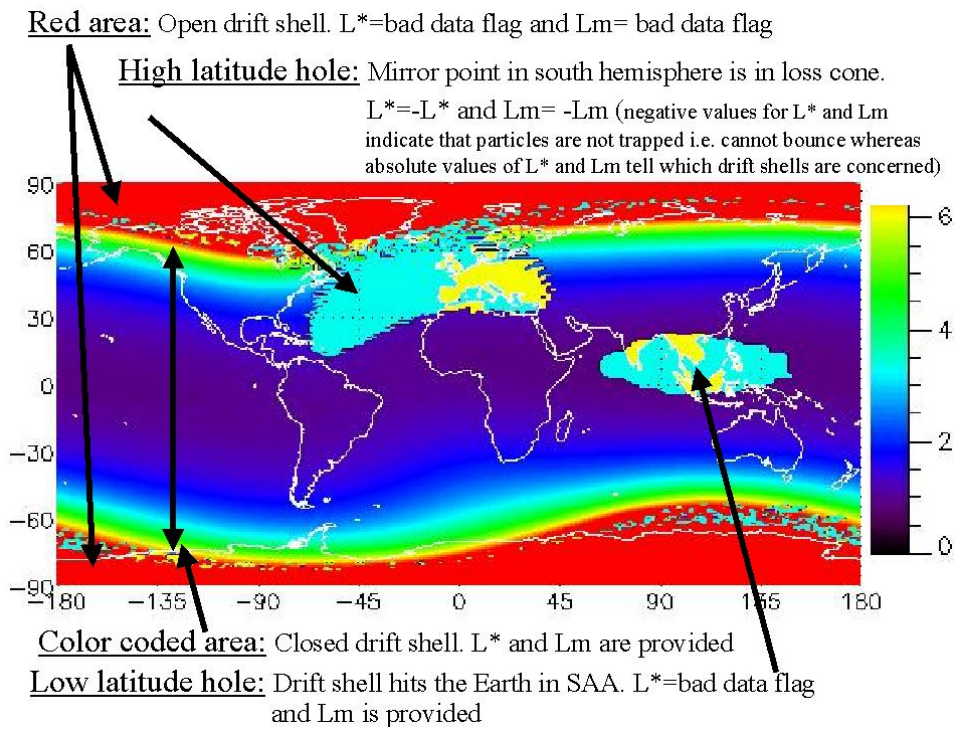 Red area: Open drift shell. L*=bad data flag and Lm= bad data flag
High latitude hole: Mirror point in south hemisphere is in loss cone.
L*=-L* and Lm= -Lm (negative values for L* and Lm
indicate that particles are not trapped i.e. cannot bounce whereas
absolute values of L* and Lm tell which drift shells are concerned)
90
60
30
0
−30
−60
−90
−180
−135
−90
−45
0
45
90
135
180
6
4
2
0
Color coded area: Closed drift shell. L* and Lm are provided
Low latitude hole: Drift shell hits the Earth in SAA. L*=bad data flag
and Lm is provided